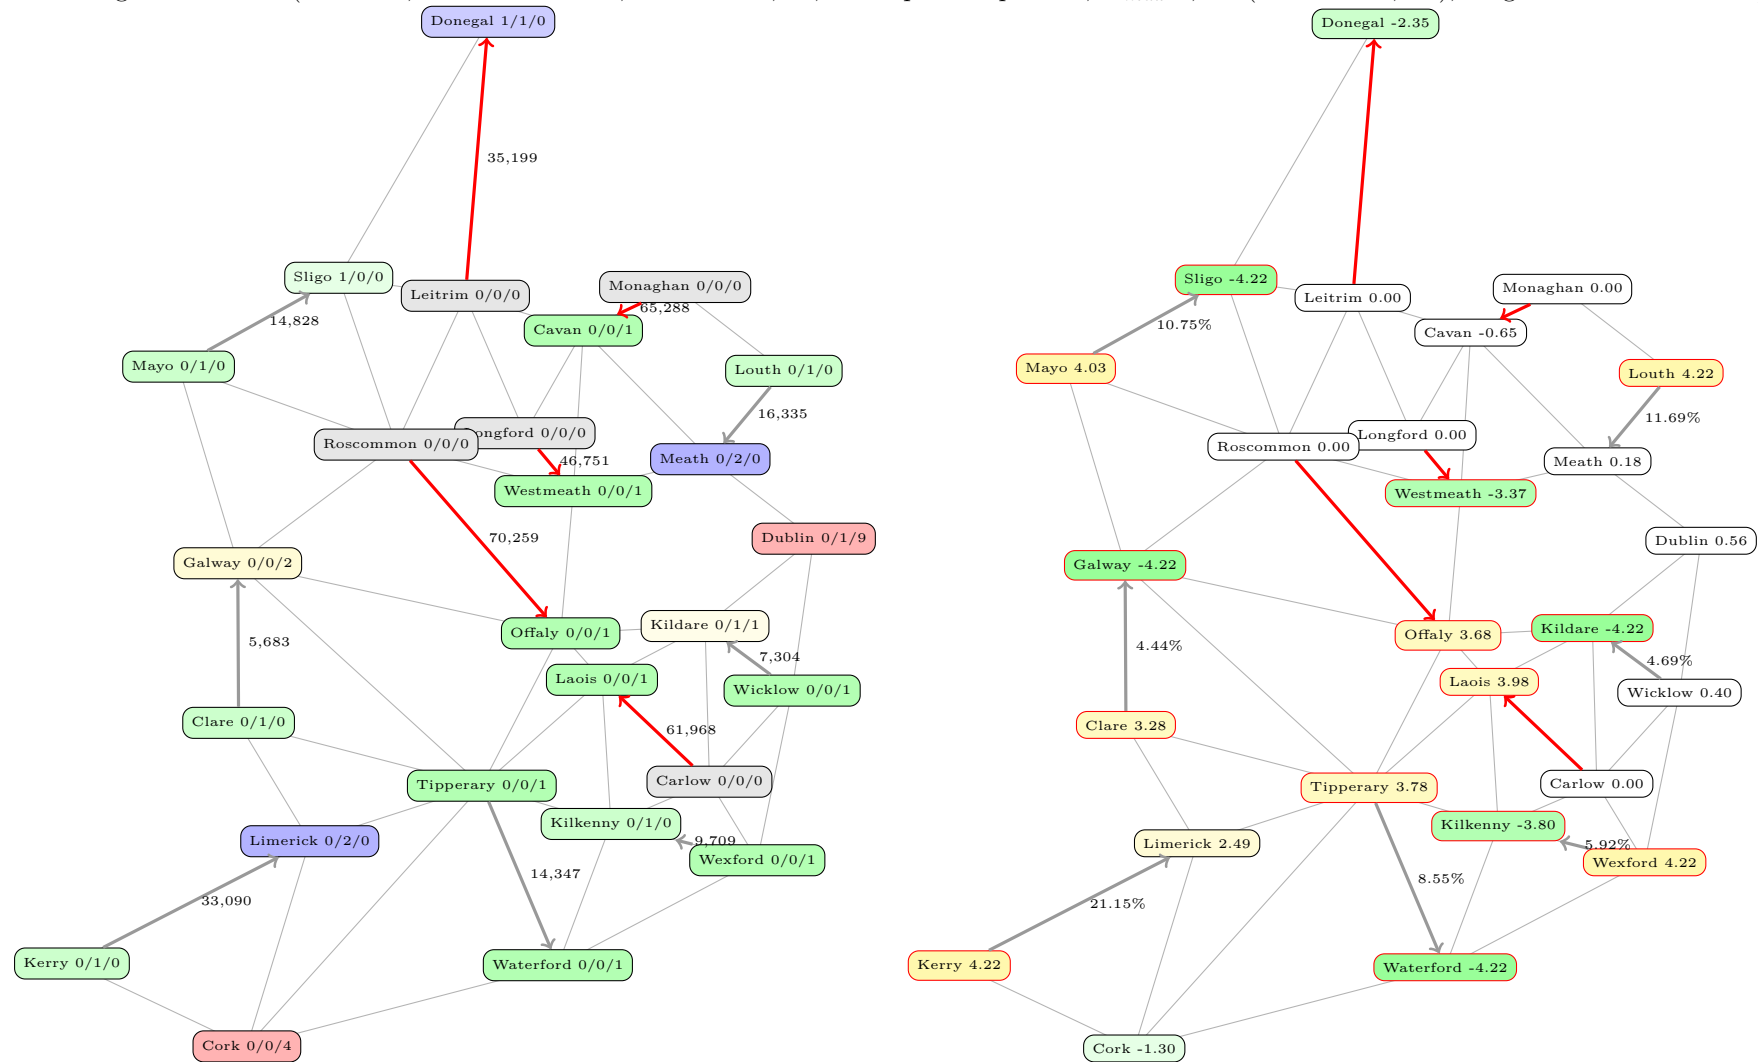 Donegal 1/1/0
35,199
Sligo 1/0/0
Leitrim 0/0/0
Monaghan 0/0/0
65,288
14,828
Cavan 0/0/1
Mayo 0/1/0
Louth 0/1/0
16,335
Roscommon 0/0/0
ongford 0/0/0
46,751
Meath 0/2/0
Westmeath 0/0/1
70,259
Dublin 0/1/9
Galway 0/0/2
5,683
Offaly 0/0/1
Kildare 0/1/1
7,304
Laois 0/0/1
Wicklow 0/0/1
Clare 0/1/0
61,968
Tipperary 0/0/1
Carlow 0/0/0
Kilkenny 0/1/0
9,709
Limerick 0/2/0
Wexford 0/0/1
14,347
33,090
Kerry 0/1/0
Waterford 0/0/1
Cork 0/0/4
Donegal -2.35
Sligo -4.22
Leitrim 0.00
Monaghan 0.00
10.75%
Cavan -0.65
Mayo 4.03
Louth 4.22
11.69%
Roscommon 0.00
Longford 0.00
Meath 0.18
Westmeath -3.37
Dublin 0.56
Galway -4.22
4.44%
Offaly 3.68
Kildare -4.22
4.69%
Laois 3.98
Wicklow 0.40
Clare 3.28
Tipperary 3.78
Carlow 0.00
Kilkenny -3.80
5.92%
Limerick 2.49
Wexford 4.22
8.55%
21.15%
Kerry 4.22
Waterford -4.22
Cork -1.30